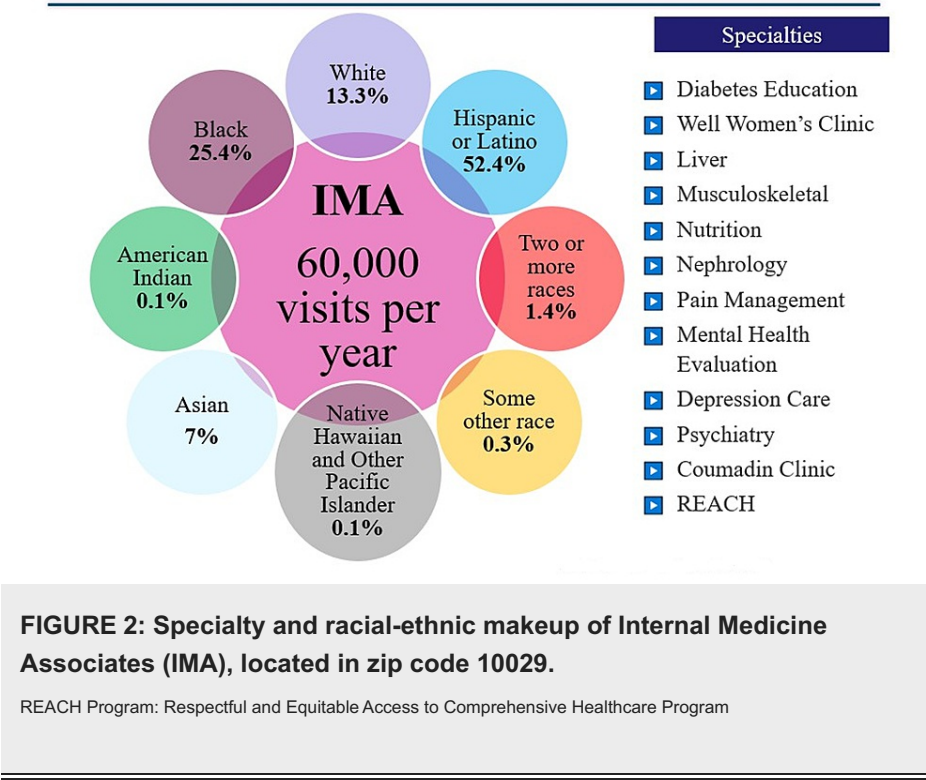 White
13.3%
Black
25.4%
Hispanic
or Latino
52.4%
IMA
60,000
visits per
year
American
Indian
0.1%
Two or
more
races
1.4%
Asian
7%
Native
Hawaiian
and Other
Pacific
Islander
0.1%
Some
other race
0.3%
Specialties
Diabetes Education
Well Women’s Clinic
Liver
Musculoskeletal
Nutrition
Nephrology
Pain Management
Mental Health
Evaluation
Depression Care
Psychiatry
Coumadin Clinic
REACH
FIGURE 2: Specialty and racial-ethnic makeup of Internal Medicine
Associates (IMA), located in zip code 10029.
REACH Program: Respectful and Equitable Access to Comprehensive Healthcare Program